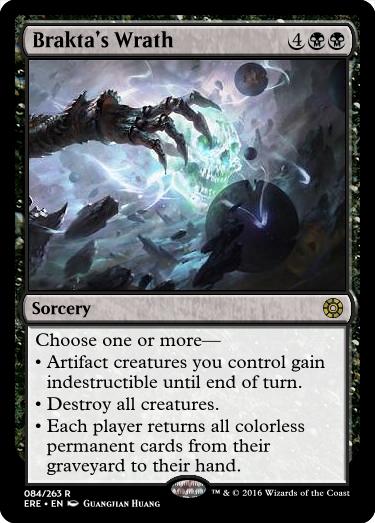 Brakta's Wrath 4
Sorcery
Choose one or more—
• Artifact creatures you control gain
indestructible until end of turn.
• Destroy all creatures.
• Each player returns all colorless
permanent cards from their
graveyard to their hand.
084/263 R
ERE • EN Guangjian Huang
™ & © 2016 Wizards of the Coast